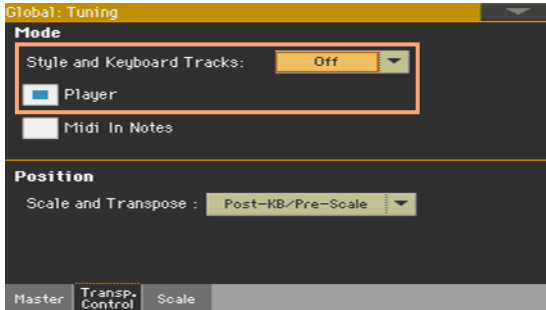 Global: Tuning
Mode
Style and Keyboard Tracks: Off
Player
Midi In Notes
Position
Scale and Transpose : Post-KB/Pre-Scale
Master Transp. Control Scale